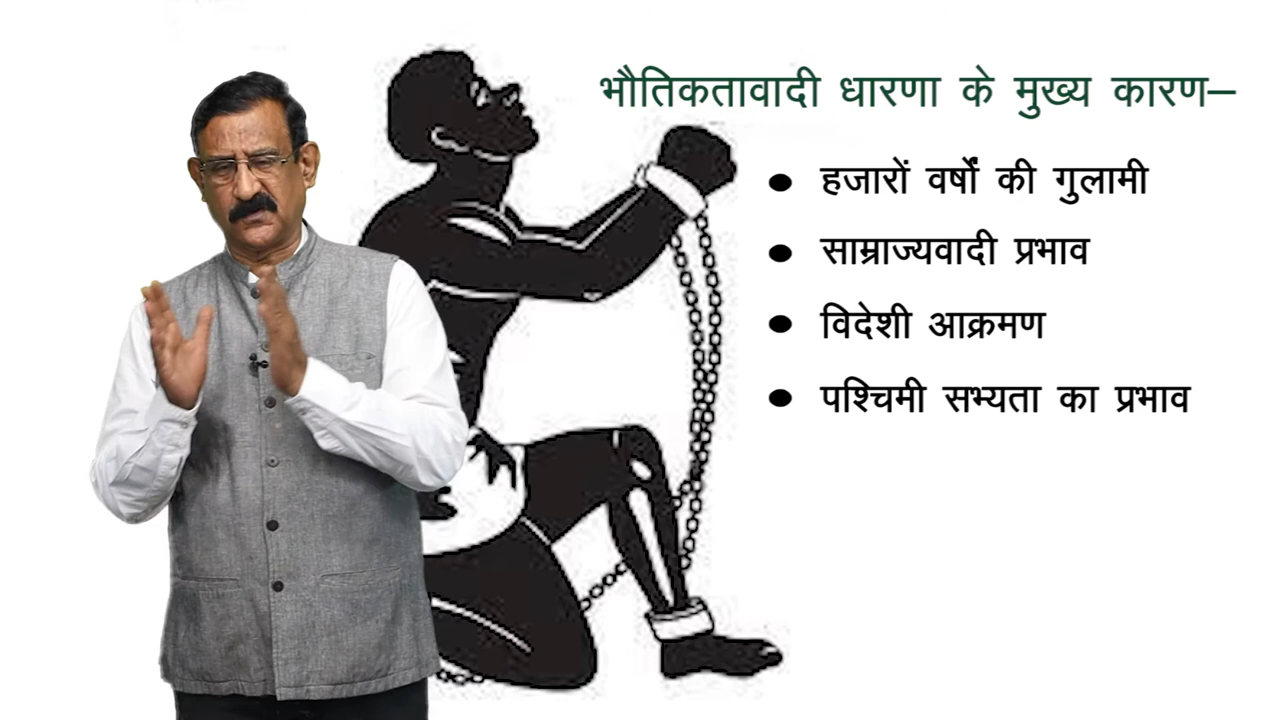 भौतिकतावादी धारणा के मुख्य कारण–
• हजारों वर्षों की गुलामी
• साम्राज्यवादी प्रभाव
• विदेशी आक्रमण
• पश्चिमी सभ्यता का प्रभाव